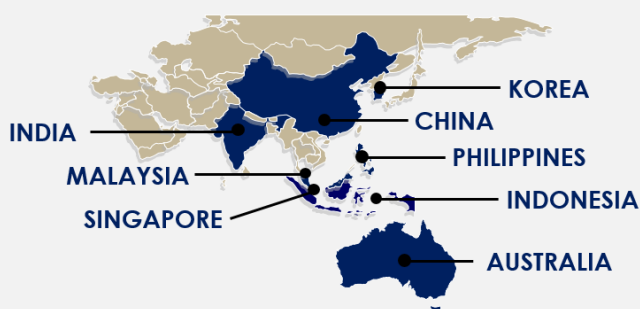 KOREA
CHINA
INDIA
PHILIPPINES
MALAYSIA
INDONESIA
SINGAPORE
AUSTRALIA